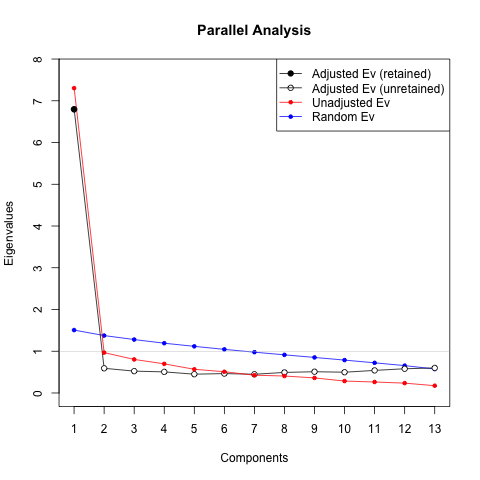 Parallel Analysis
Adjusted Ev (retained)
Adjusted Ev (unretained)
Unadjusted Ev
Random Ev
Eigenvalues
8
7
6
5
4
3
2
1
0
1 2 3 4 5 6 7 8 9 10 11 12 13
Components